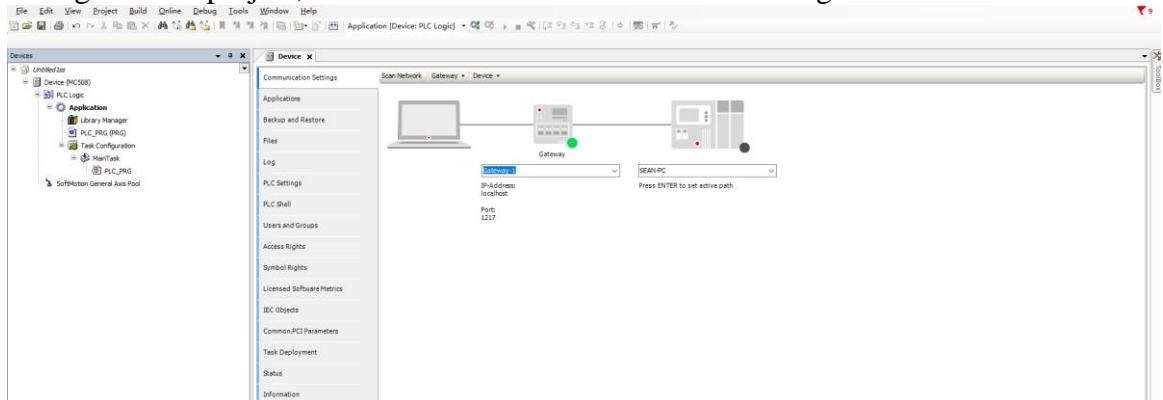 File Edit View Project Build Online Debug Tools Window Help
9
Application [Device: PLC Logic]
Devices
Untitled1ss
Device (MC508)
PLC Logic
Application
Library Manager
PLC_PRG (PRG)
Task Configuration
MainTask
PLC_PRG
SoftMotion General Axis Pool
Device
Communication Settings
Applications
Backup and Restore
Files
Log
PLC Settings
PLC Shell
Users and Groups
Access Rights
Symbol Rights
Licensed Software Metrics
IEC Objects
Common.PCI Parameters
Task Deployment
Status
Information
Scan Network Gateway Device
Gateway
Gateway-1
IP-Address:
localhost
Port:
1217
SEAN-PC
Press ENTER to set active path
ToolBox